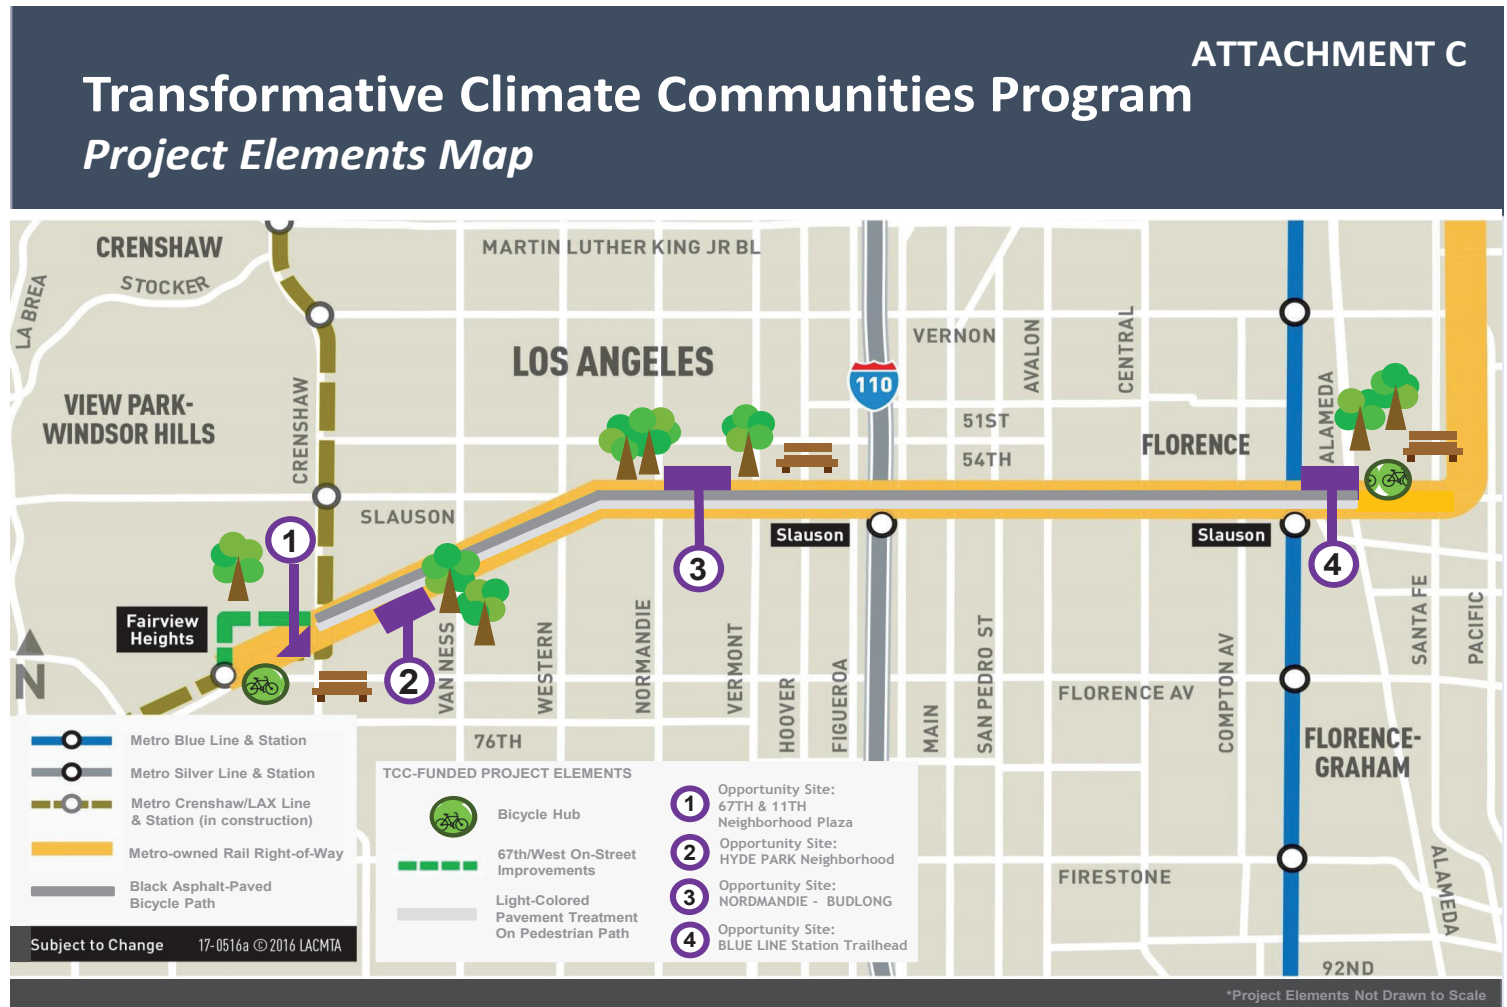 ATTACHMENT C
Transformative Climate Communities Program
Project Elements Map
CRENSHAW
STOCKER
LA BREA
MARTIN LUTHER KING JR BL
LOS ANGELES
VIEW PARK-
WINDSOR HILLS
CRENSHAW
110
VERNON
AVALON
CENTRAL
51ST
54TH
FLORENCE
ALAMEDA
SLAUSON
Slauson
Slauson
1
2
3
4
Fairview
Heights
N
VAN NESS
WESTERN
NORMANDIE
VERMONT
HOOVER
FIGUEROA
MAIN
SAN PEDRO ST
COMPTON AV
SANTA FE
PACIFIC
FLORENCE AV
76TH
FLORENCE-
GRAHAM
FIRESTONE
ALAMEDA
92ND
Metro Blue Line & Station
Metro Silver Line & Station
Metro Crenshaw/LAX Line
& Station (in construction)
Metro-owned Rail Right-of-Way
Black Asphalt-Paved
Bicycle Path
Subject to Change 17-0516a © 2016 LACMTA
TCC-FUNDED PROJECT ELEMENTS
Bicycle Hub
67th/West On-Street
Improvements
Light-Colored
Pavement Treatment
On Pedestrian Path
1
Opportunity Site:
67TH & 11TH
Neighborhood Plaza
2
Opportunity Site:
HYDE PARK Neighborhood
3
Opportunity Site:
NORDMANDIE - BUDLONG
4
Opportunity Site:
BLUE LINE Station Trailhead
*Project Elements Not Drawn to Scale